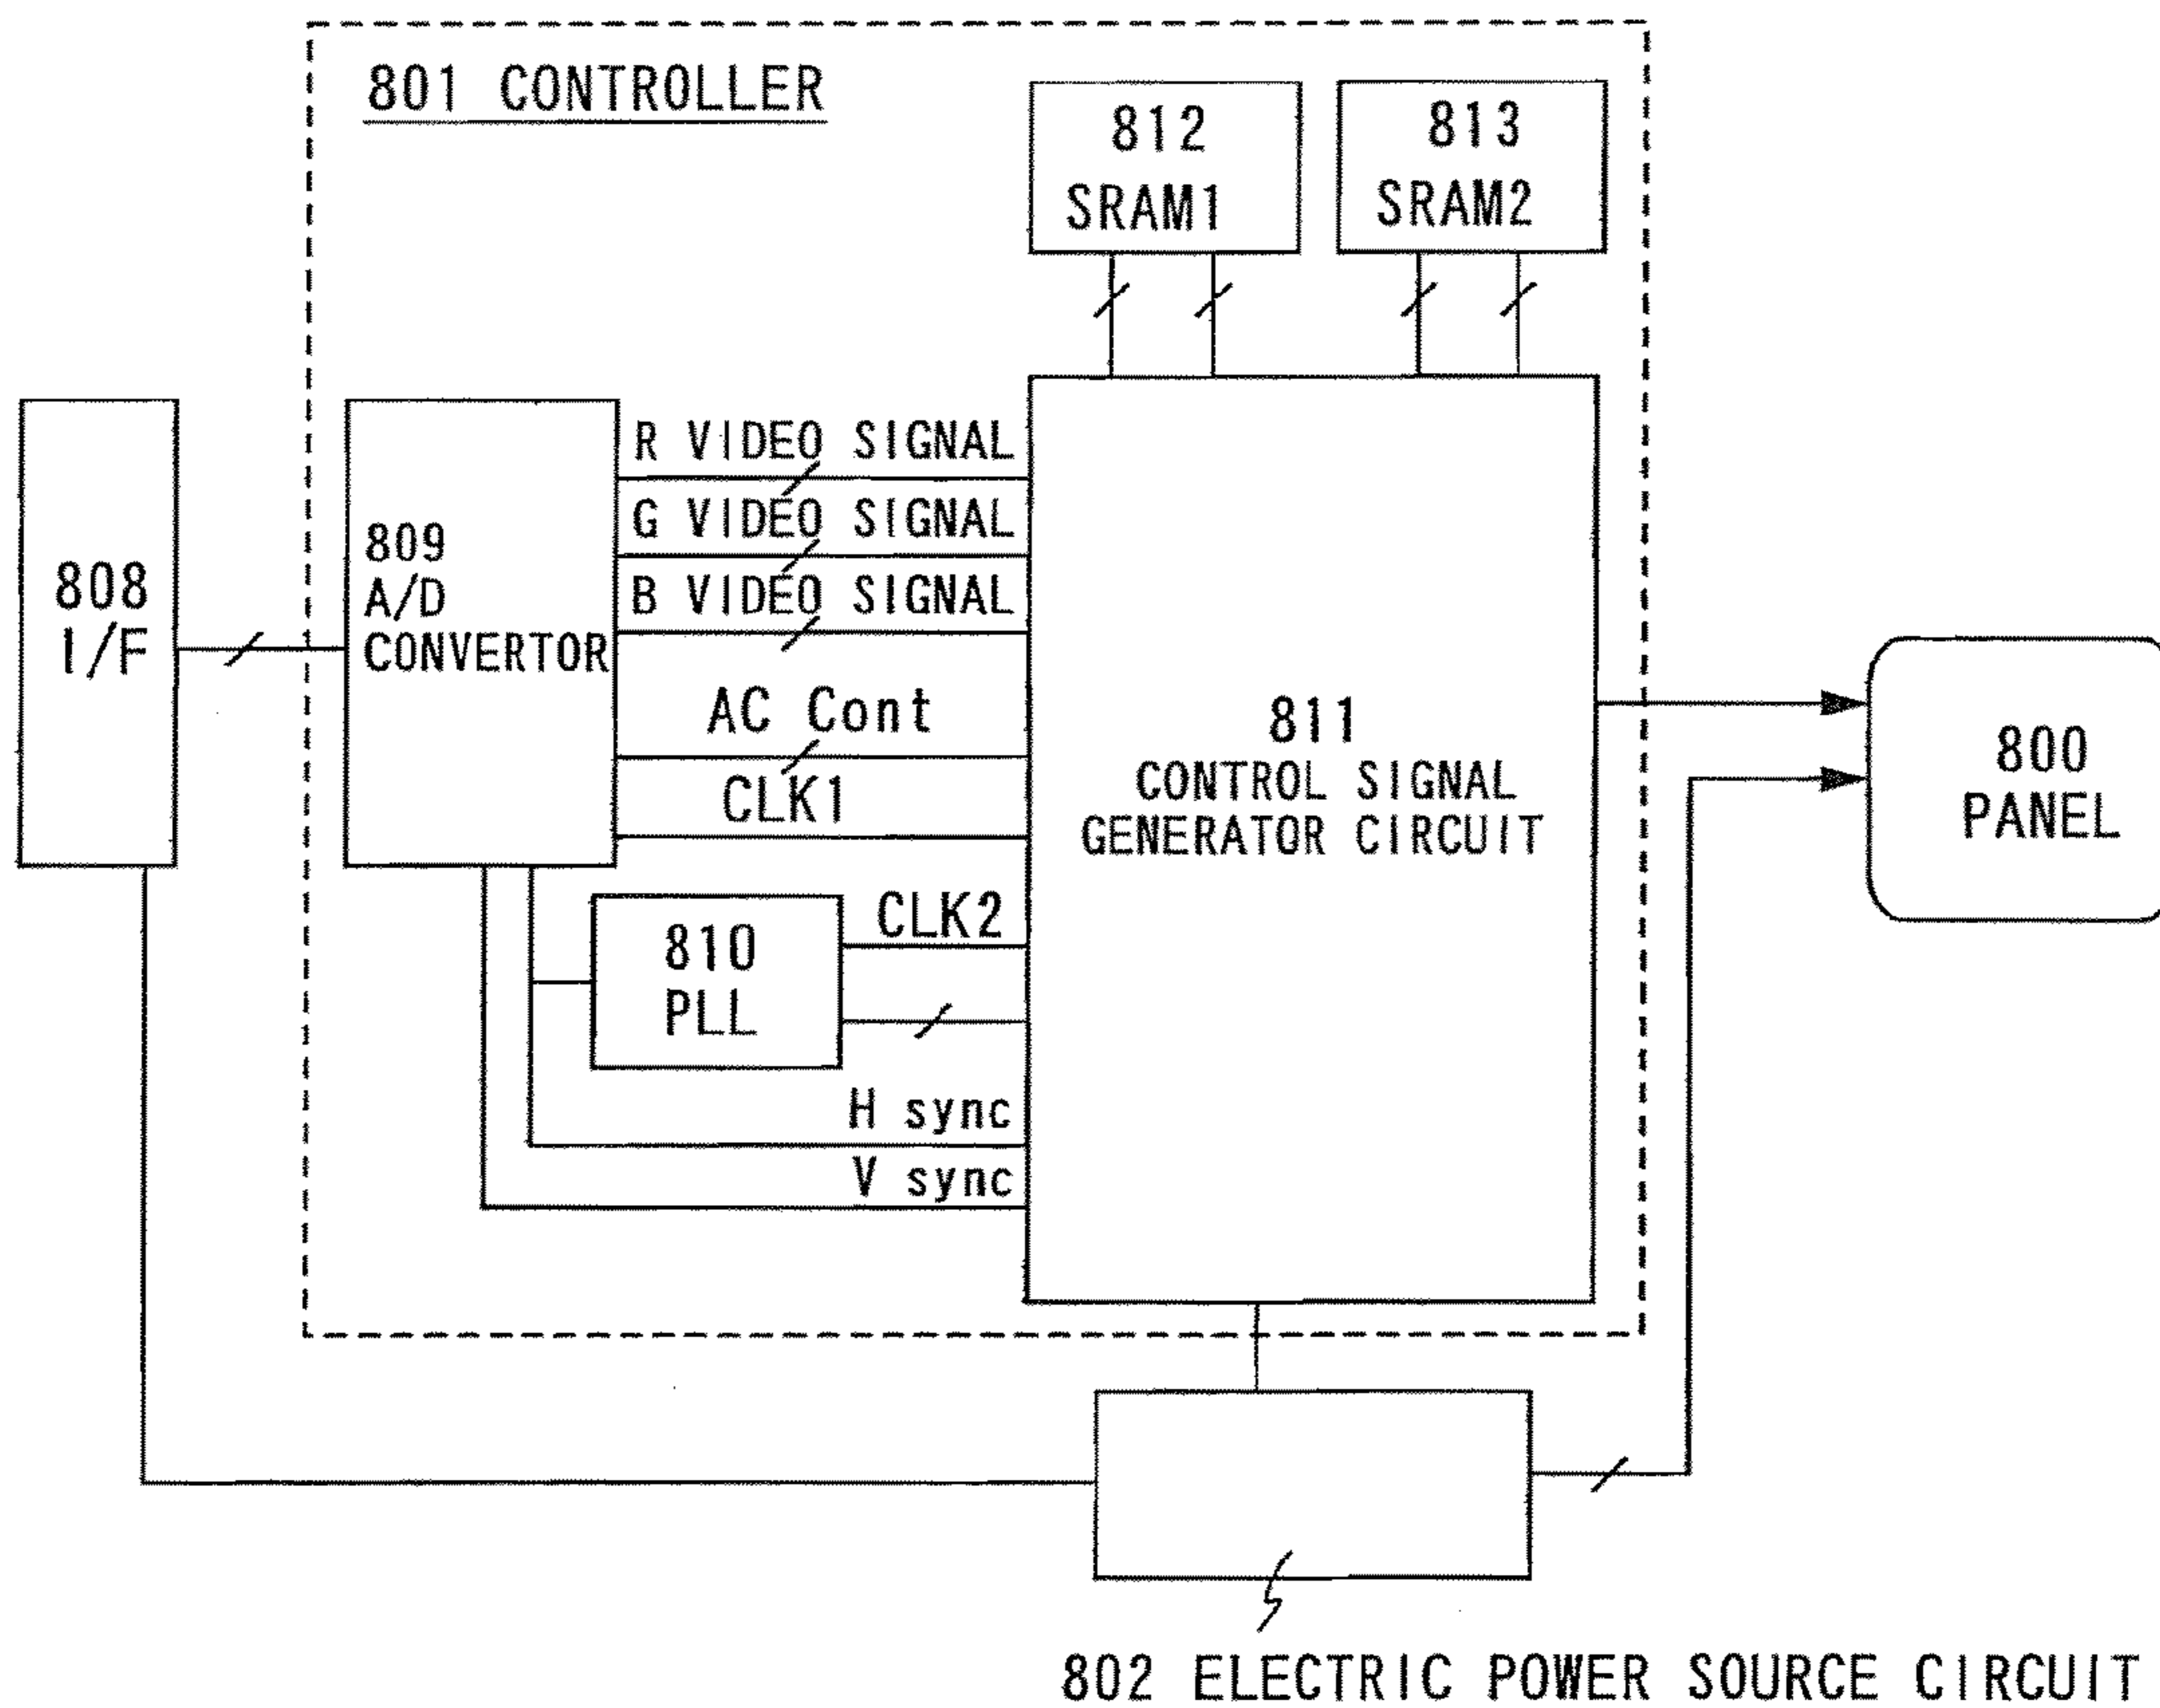 801 CONTROLLER
812
SRAM1
813
SRAM2
808
I/F
809
A/D
CONVERTOR
R VIDEO SIGNAL
G VIDEO SIGNAL
B VIDEO SIGNAL
AC Cont
CLK1
810
PLL
CLK2
H sync
V sync
811
CONTROL SIGNAL
GENERATOR CIRCUIT
800
PANEL
802 ELECTRIC POWER SOURCE CIRCUIT